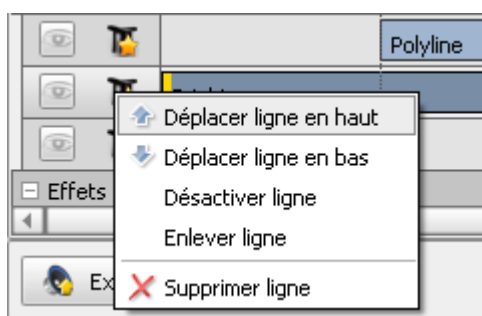 Polyline
Déplacer ligne en haut
Déplacer ligne en bas
Désactiver ligne
Effets
Enlever ligne
Supprimer ligne